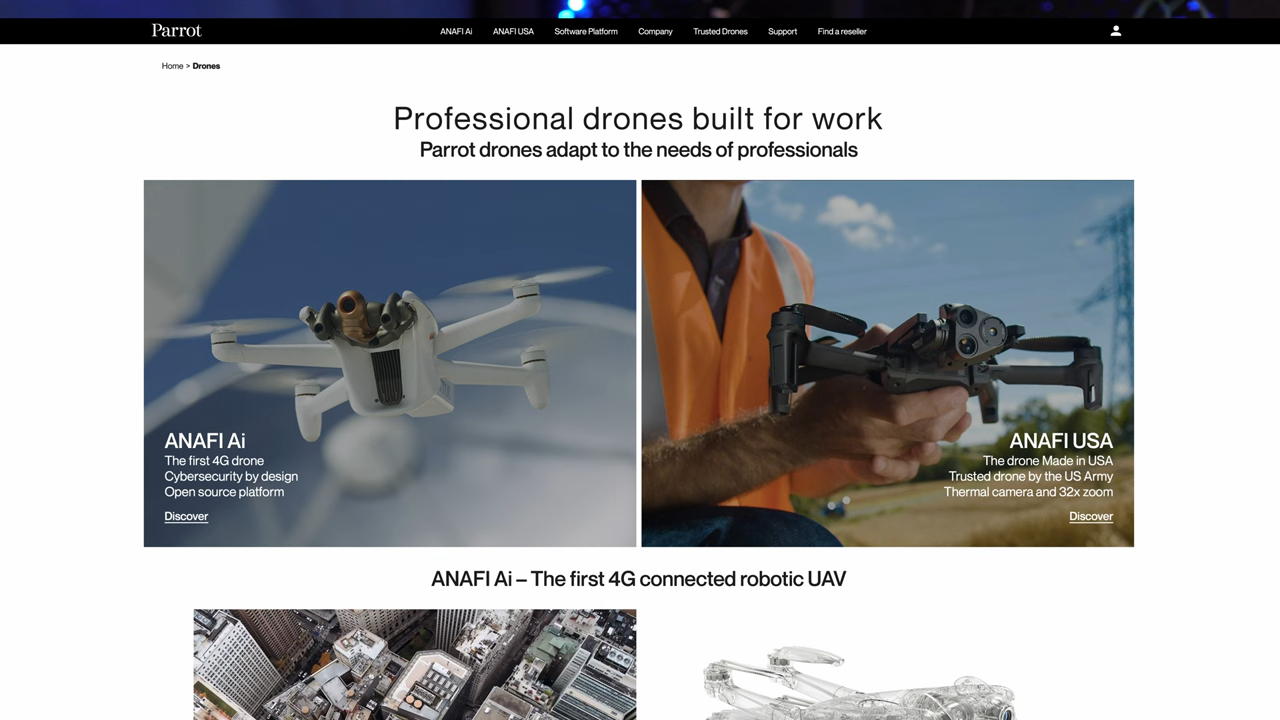 Parrot
ANAFI Ai
ANAFI USA
Software Platform
Company
Trusted Drones
Support
Find a reseller
Home > Drones
Professional drones built for work
Parrot drones adapt to the needs of professionals
ANAFI Ai
The first 4G drone
Cybersecurity by design
Open source platform
Discover
ANAFI USA
The drone Made in USA
Trusted drone by the US Army
Thermal camera and 32x zoom
Discover
ANAFI Ai – The first 4G connected robotic UAV